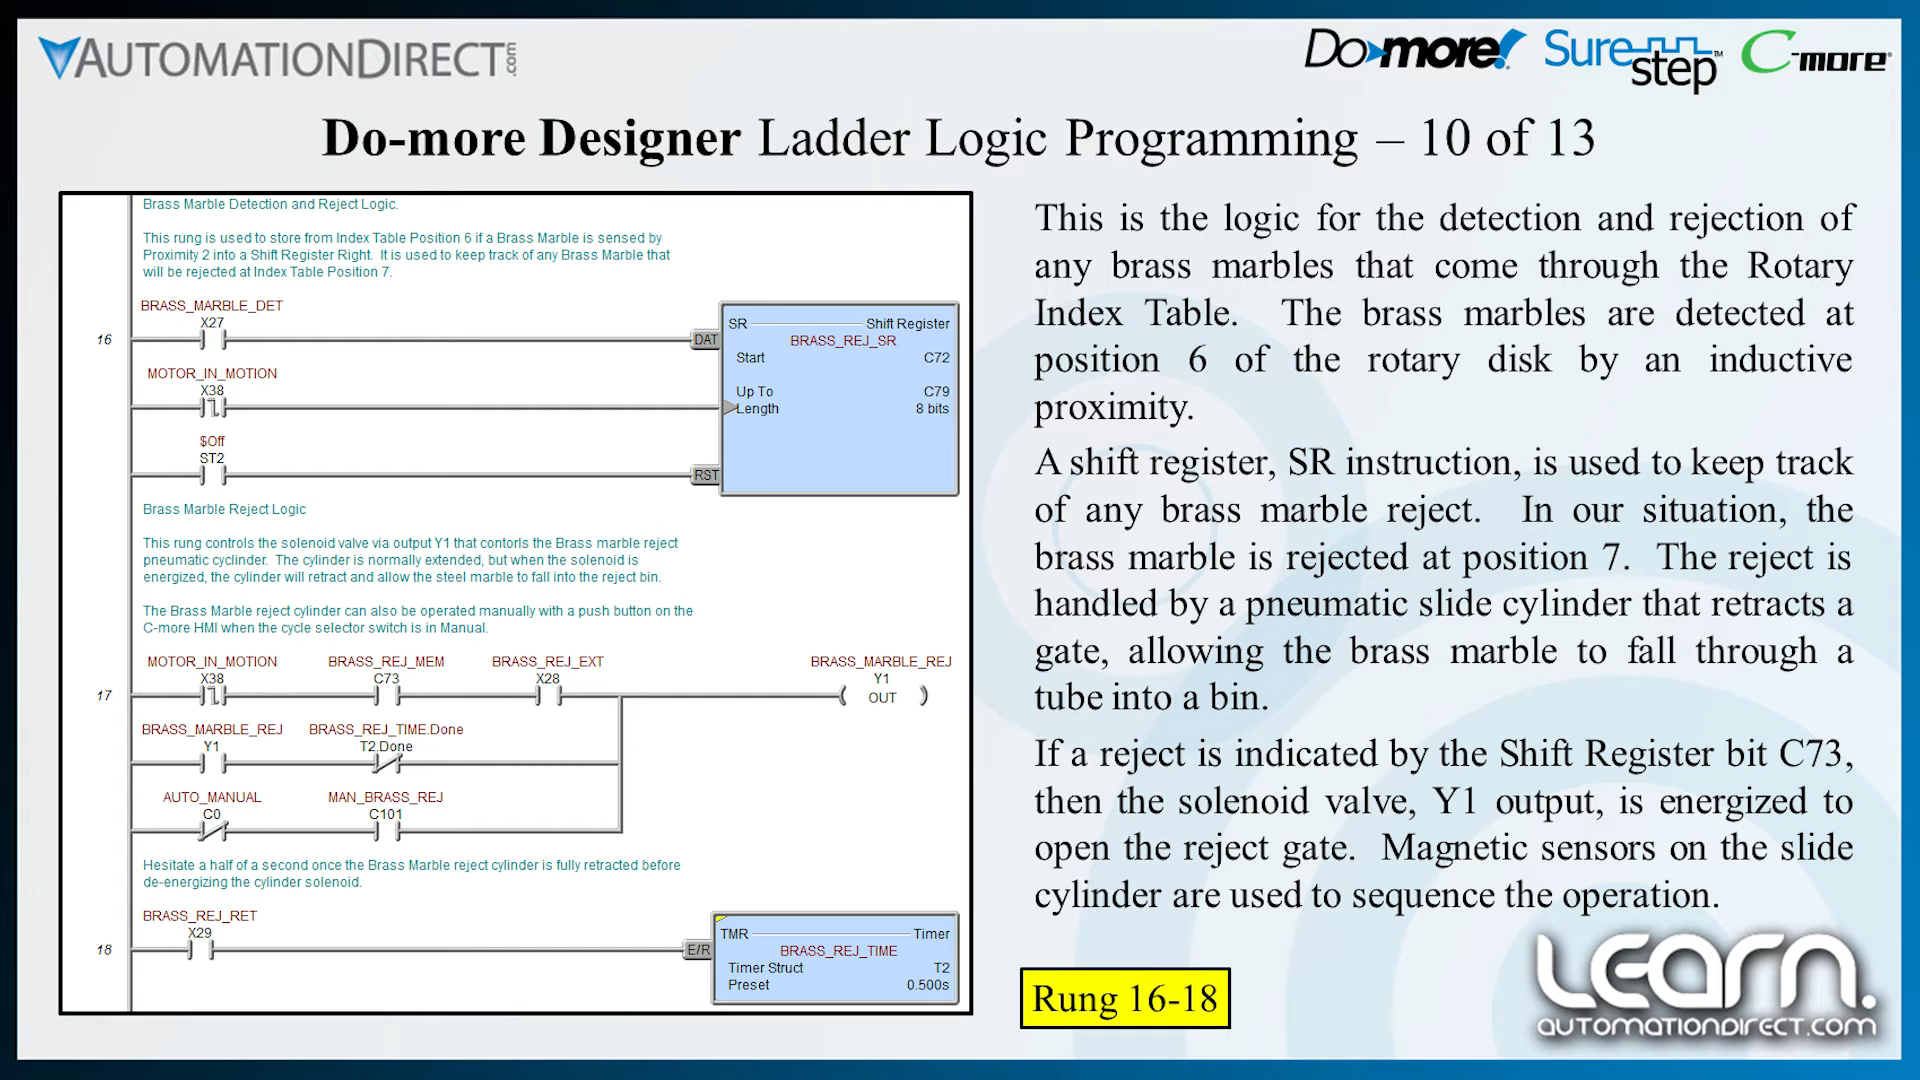 AUTOMATIONDIRECT.com
Do-more! Sure step™ C-more®
Do-more Designer Ladder Logic Programming – 10 of 13
Brass Marble Detection and Reject Logic.
This rung is used to store from Index Table Position 6 if a Brass Marble is sensed by
Proximity 2 into a Shift Register Right. It is used to keep track of any Brass Marble that
will be rejected at Index Table Position 7.
BRASS_MARBLE_DET
X27
16
DAT
SR Shift Register
BRASS_REJ_SR
Start C72
Up To C79
Length 8 bits
MOTOR_IN_MOTION
X38
$Off
ST2
RST
Brass Marble Reject Logic
This rung controls the solenoid valve via output Y1 that contorls the Brass marble reject
pneumatic cyclinder. The cylinder is normally extended, but when the solenoid is
energized, the cylinder will retract and allow the steel marble to fall into the reject bin.
The Brass Marble reject cylinder can also be operated manually with a push button on the
C-more HMI when the cycle selector switch is in Manual.
MOTOR_IN_MOTION BRASS_REJ_MEM BRASS_REJ_EXT BRASS_MARBLE_REJ
X38 C73 X28 Y1
17 OUT
BRASS_MARBLE_REJ BRASS_REJ_TIME.Done
Y1 T2.Done
AUTO_MANUAL MAN_BRASS_REJ
C0 C101
Hesitate a half of a second once the Brass Marble reject cylinder is fully retracted before
de-energizing the cylinder solenoid.
BRASS_REJ_RET
X29
18
E/R
TMR Timer
BRASS_REJ_TIME
Timer Struct T2
Preset 0.500s
This is the logic for the detection and rejection of
any brass marbles that come through the Rotary
Index Table. The brass marbles are detected at
position 6 of the rotary disk by an inductive
proximity.
A shift register, SR instruction, is used to keep track
of any brass marble reject. In our situation, the
brass marble is rejected at position 7. The reject is
handled by a pneumatic slide cylinder that retracts a
gate, allowing the brass marble to fall through a
tube into a bin.
If a reject is indicated by the Shift Register bit C73,
then the solenoid valve, Y1 output, is energized to
open the reject gate. Magnetic sensors on the slide
cylinder are used to sequence the operation.
Rung 16-18
LEARN.
AUTOMATIONDIRECT.COM